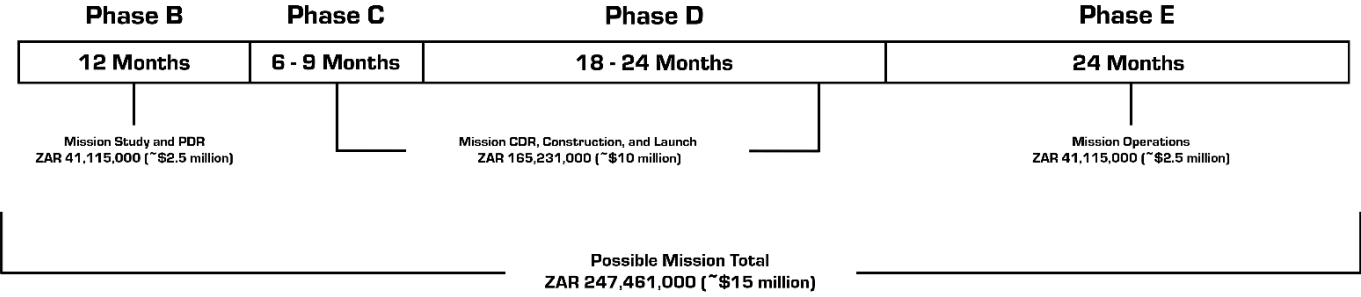 Phase B Phase C Phase D Phase E
12 Months 6 - 9 Months 18 - 24 Months 24 Months
Mission Study and PDR Mission CDR, Construction, and Launch Mission Operations
ZAR 41,115,000 (~$2.5 million) ZAR 165,231,000 (~$10 million) ZAR 41,115,000 (~$2.5 million)
Possible Mission Total
ZAR 247,461,000 (~$15 million)